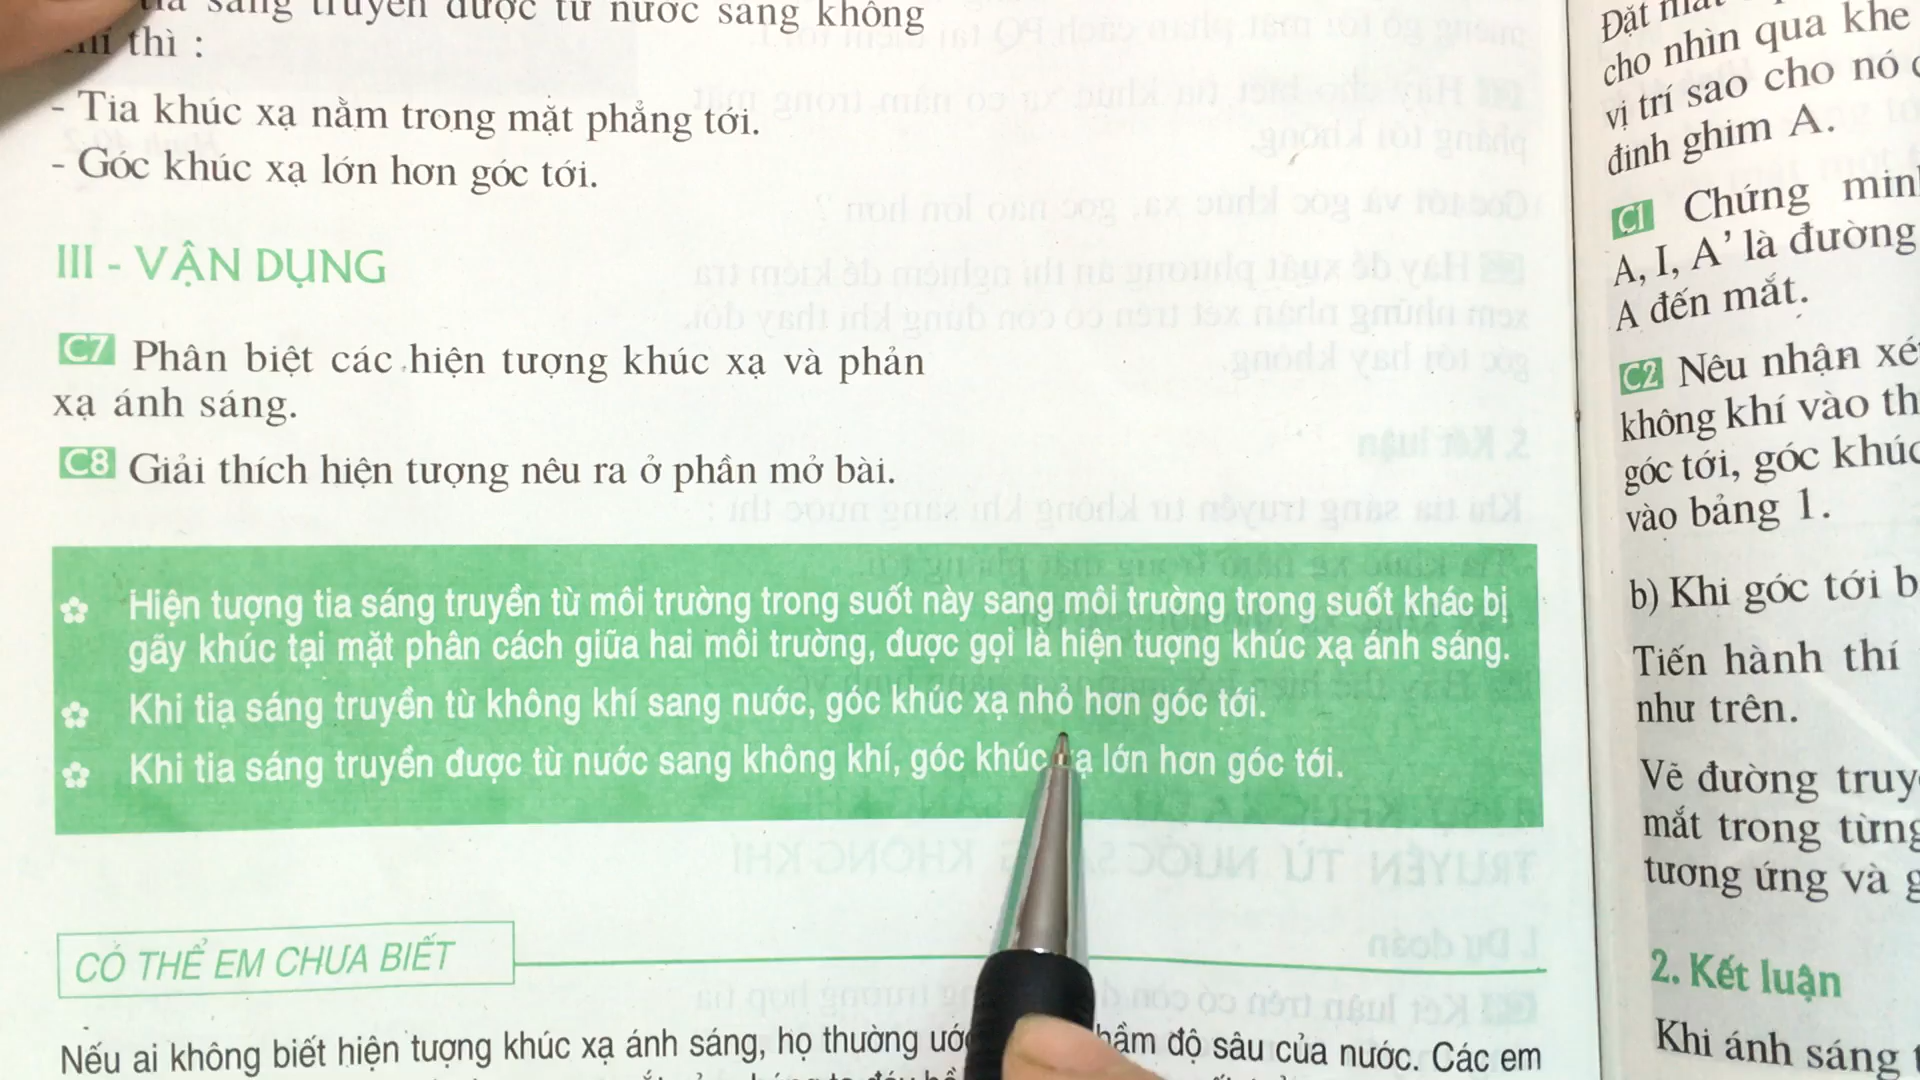 sáng truyền được từ nước sang không
thì :
- Tia khúc xạ nằm trong mặt phẳng tới.
- Góc khúc xạ lớn hơn góc tới.
III - VẬN DỤNG
C7 Phân biệt các hiện tượng khúc xạ và phản
xạ ánh sáng.
C8 Giải thích hiện tượng nêu ra ở phần mở bài.
Hiện tượng tia sáng truyền từ môi trường trong suốt này sang môi trường trong suốt khác bị
gãy khúc tại mặt phân cách giữa hai môi trường, được gọi là hiện tượng khúc xạ ánh sáng.
Khi tia sáng truyền từ không khí sang nước, góc khúc xạ nhỏ hơn góc tới.
Khi tia sáng truyền được từ nước sang không khí, góc khúc xạ lớn hơn góc tới.
CÓ THỂ EM CHƯA BIẾT
Nếu ai không biết hiện tượng khúc xạ ánh sáng, họ thường độ sâu của nước. Các em
Đặt
cho nhìn qua khe
vị trí sao cho nó
đinh ghim A.
C1 Chứng
A, I, A' là đường
A đến mắt.
C2 Nêu nhận
không khí vào
góc tới, góc
vào bảng 1.
b) Khi góc tới
Tiến hành thí
như trên.
Vẽ đường
mắt trong từng
tương ứng và
2. Kết luận
Khi ánh sáng